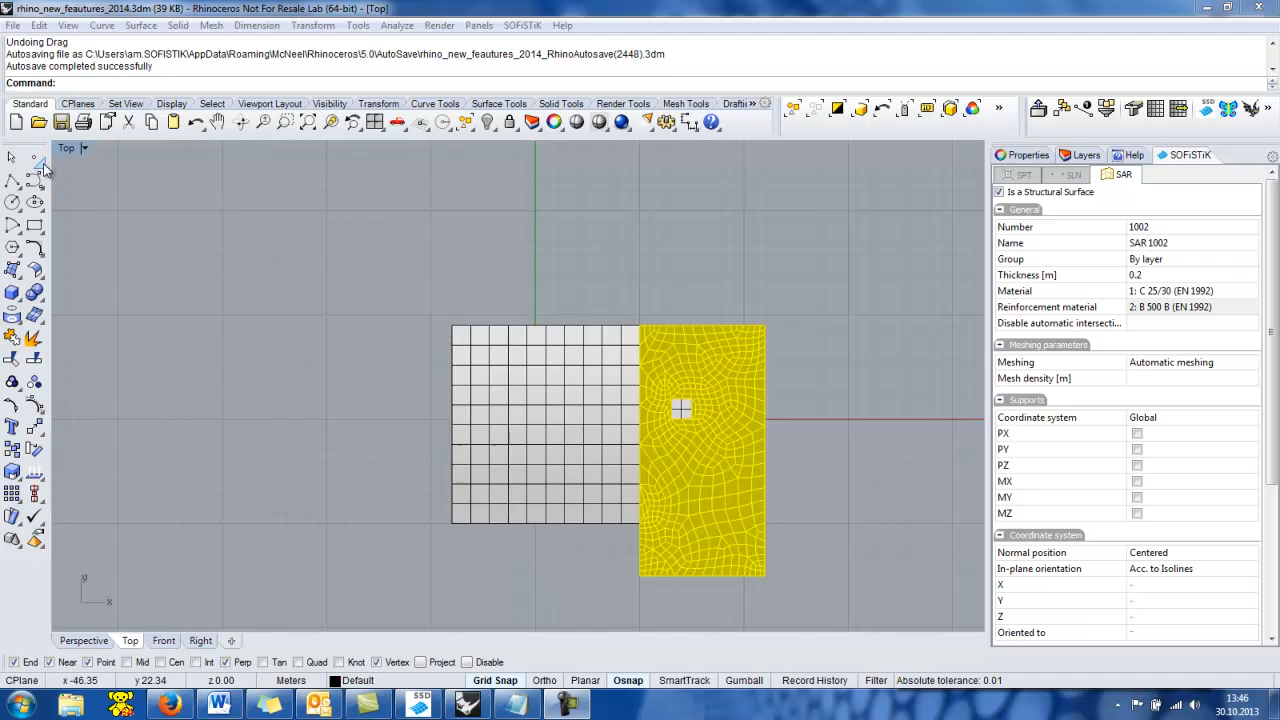 rhino_new_feautures_2014.3dm (39 KB) - Rhinoceros Not For Resale Lab (64-bit) - [Top]
File Edit View Curve Surface Solid Mesh Dimension Transform Tools Analyze Render Panels SOFiSTiK Help
Undoing Drag
Autosaving file as C:\Users\am.SOFISTIK\AppData\Roaming\McNeel\Rhinoceros\5.0\AutoSave\rhino_new_feautures_2014_RhinoAutosave(2448).3dm
Autosave completed successfully
Command:
Standard CPlanes Set View Display Select Viewport Layout Visibility Transform Curve Tools Surface Tools Solid Tools Render Tools Mesh Tools Drafti »
Top
Properties Layers Help SOFiSTiK
SPT SLN SAR
Is a Structural Surface
General
Number 1002
Name SAR 1002
Group By layer
Thickness [m] 0.2
Material 1: C 25/30 (EN 1992)
Reinforcement material 2: B 500 B (EN 1992)
Disable automatic intersecti...
Meshing parameters
Meshing Automatic meshing
Mesh density [m]
Supports
Coordinate system Global
PX
PY
PZ
MX
MY
MZ
Coordinate system
Normal position Centered
In-plane orientation Acc. to Isolines
X -
Y -
Z -
Oriented to -
y
x
Perspective Top Front Right
End Near Point Mid Cen Int Perp Tan Quad Knot Vertex Project Disable
CPlane x -46.35 y 22.34 z 0.00 Meters Default Grid Snap Ortho Planar Osnap SmartTrack Gumball Record History Filter Absolute tolerance: 0.01
SSD
13:46
30.10.2013